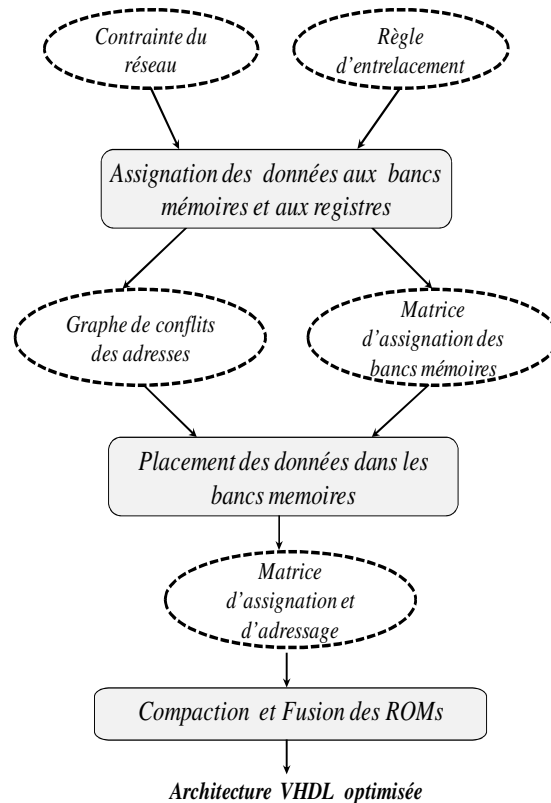 Contrainte du
réseau
Règle
d'entrelacement
Assignation des données aux bancs
mémoires et aux registres
Graphe de conflits
des adresses
Matrice
d'assignation des
bancs mémoires
Placement des données dans les
bancs memoires
Matrice
d'assignation et
d'adressage
Compaction et Fusion des ROMs
Architecture VHDL optimisée